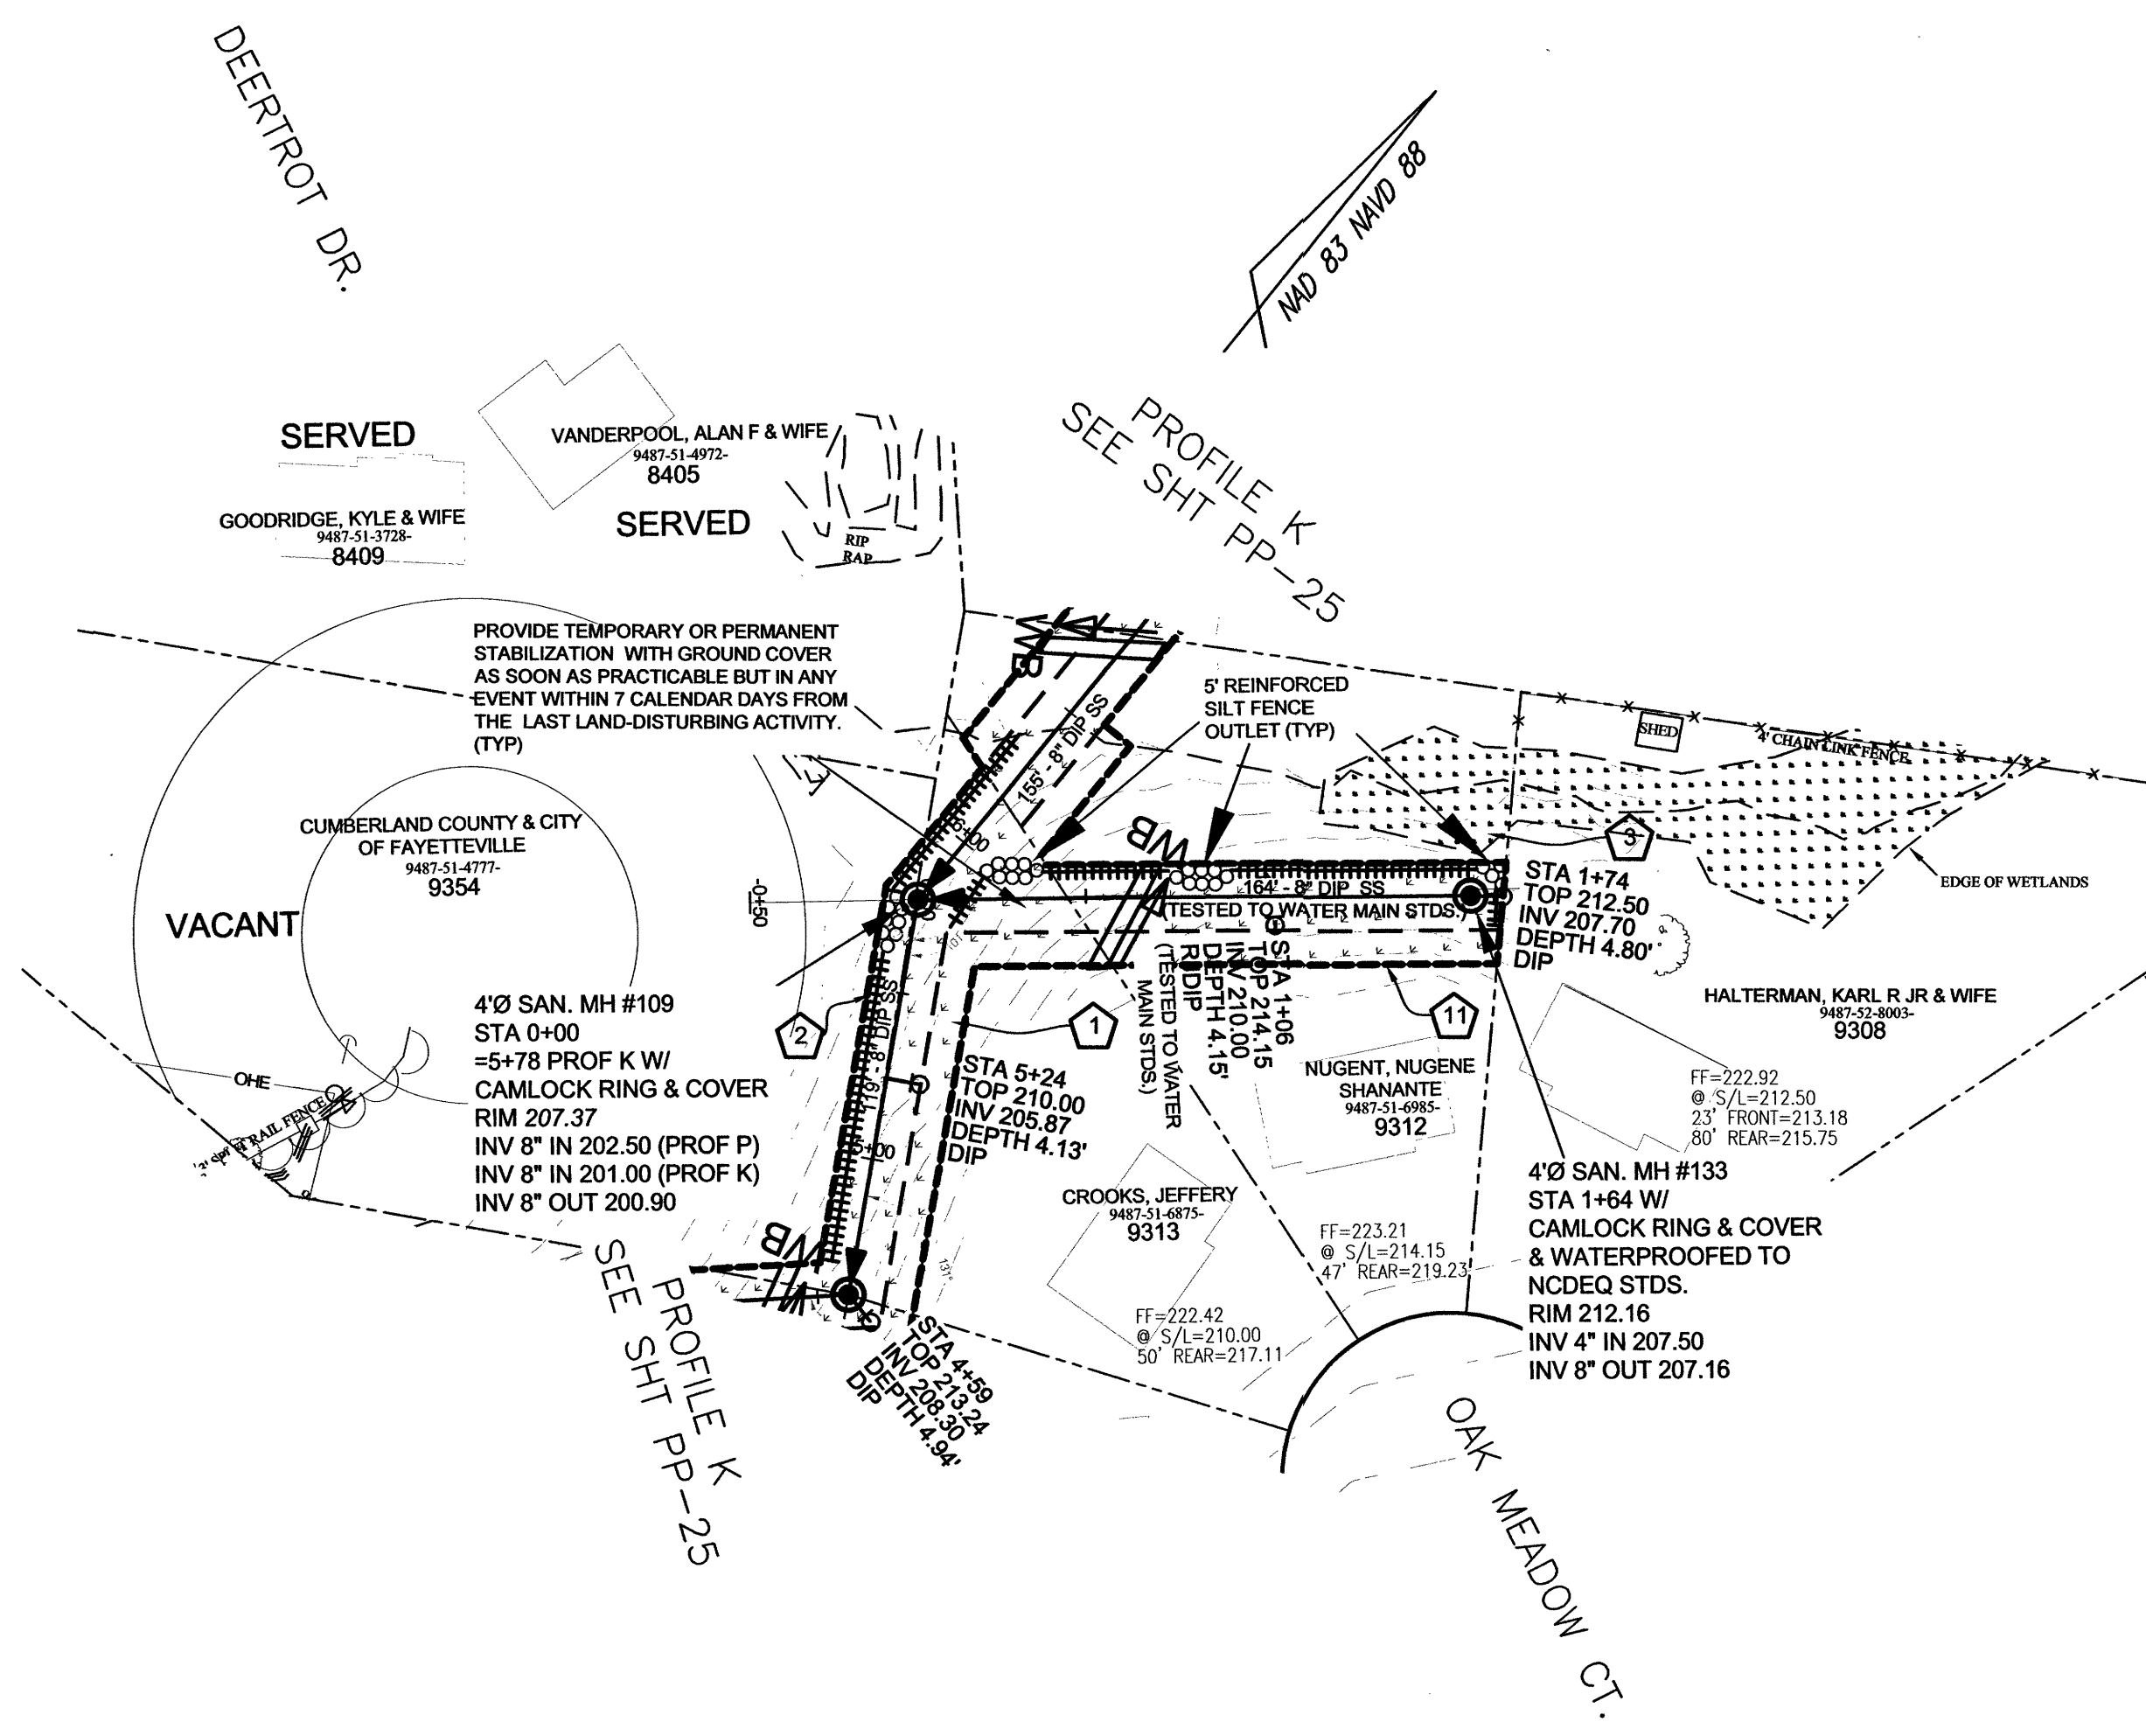 DEERTROT DR.
NAD 83 NAVD 88
PROFILE K
SEE SHT PP-25
SERVED
VANDERPOOL, ALAN F & WIFE
9487-51-4972-
8405
GOODRIDGE, KYLE & WIFE
9487-51-3728-
8409
SERVED
RIP
RAP
PROVIDE TEMPORARY OR PERMANENT
STABILIZATION WITH GROUND COVER
AS SOON AS PRACTICABLE BUT IN ANY
EVENT WITHIN 7 CALENDAR DAYS FROM
THE LAST LAND-DISTURBING ACTIVITY.
(TYP)
5' REINFORCED
SILT FENCE
OUTLET (TYP)
155' - 8" DIP SS
SHED
4' CHAIN LINK FENCE
3
EDGE OF WETLANDS
CUMBERLAND COUNTY & CITY
OF FAYETTEVILLE
9487-51-4777-
9354
VACANT
-0+50
6+00
WB
164' - 8" DIP SS
(TESTED TO WATER MAIN STDS.)
STA 1+74
TOP 212.50
INV 207.70
DEPTH 4.80'
DIP
STA 1+06
TOP 214.15
INV 210.00
DEPTH 4.15'
R DIP
(TESTED TO WATER
MAIN STDS.)
HALTERMAN, KARL R JR & WIFE
9487-52-8003-
9308
4'Ø SAN. MH #109
STA 0+00
=5+78 PROF K W/
CAMLOCK RING & COVER
RIM 207.37
INV 8" IN 202.50 (PROF P)
INV 8" IN 201.00 (PROF K)
INV 8" OUT 200.90
2
1
11
119' - 8" DIP SS
STA 5+24
TOP 210.00
INV 205.87
DEPTH 4.13'
DIP
5+00
NUGENT, NUGENE
SHANANTE
9487-51-6985-
9312
FF=222.92
@ S/L=212.50
23' FRONT=213.18
80' REAR=215.75
OHE
RAIL FENCE
CROOKS, JEFFERY
9487-51-6875-
9313
4'Ø SAN. MH #133
STA 1+64 W/
CAMLOCK RING & COVER
& WATERPROOFED TO
NCDEQ STDS.
RIM 212.16
INV 4" IN 207.50
INV 8" OUT 207.16
FF=223.21
@ S/L=214.15
47' REAR=219.23
WB
FF=222.42
@ S/L=210.00
50' REAR=217.11
STA 4+59
TOP 213.24
INV 208.30
DEPTH 4.94'
DIP
PROFILE K
SEE SHT PP-25
OAK MEADOW CT.